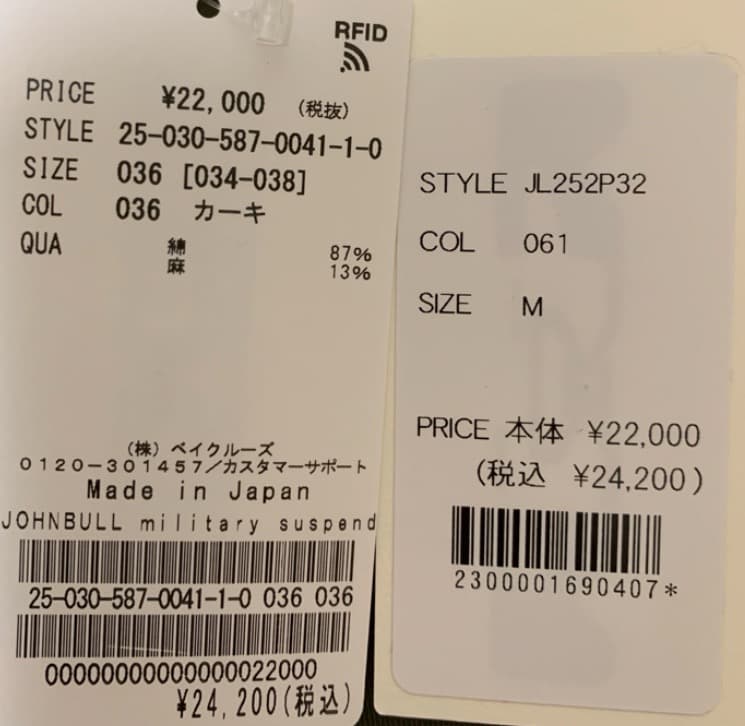 RFID
PRICE ¥22,000 (税抜)
STYLE 25-030-587-0041-1-0
SIZE 036 [034-038]
COL 036 カーキ
QUA 綿 87%
麻 13%
(株) ベイクルーズ
0120-301457/カスタマーサポート
Made in Japan
JOHNBULL military suspend
25-030-587-0041-1-0 036 036
00000000000000022000
¥24,200(税込)
STYLE JL252P32
COL 061
SIZE M
PRICE 本体 ¥22,000
(税込 ¥24,200)
2300001690407*